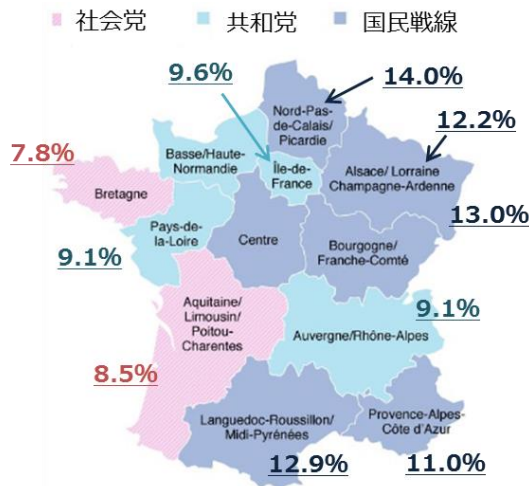 社会党 共和党 国民戦線
9.6%
14.0%
Nord-Pas-
de-Calais/
Picardie
12.2%
7.8%
Basse/Haute-
Normandie
Île-de-
France
Alsace/ Lorraine
Champagne-Ardenne
Bretagne
Pays-de-
la-Loire
Centre
Bourgogne/
Franche-Comté
13.0%
9.1%
Aquitaine/
Limousin/
Poitou-
Charentes
Auvergne/Rhône-Alpes
9.1%
8.5%
Languedoc-Roussillon/
Midi-Pyrénées
Provence-Alpes-
Côte d'Azur
12.9%
11.0%